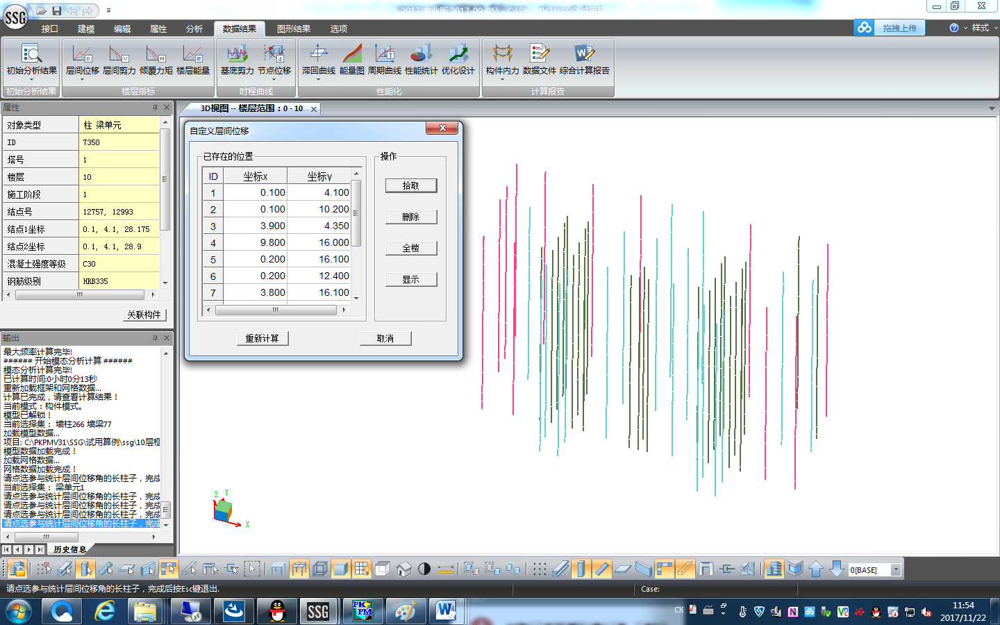 SSG
2017(专业版 2017-09-05) - C:\PKPMV31\SSG\试用算
接口 建模 编辑 属性 分析 数据结果 图形结果 选项
拖拽上传
样式
初始分析结果 层间位移 层间剪力 倾覆力矩 楼层能量 基底剪力 节点位移 滞回曲线 能量图 周期曲线 性能统计 优化设计 构件内力 数据文件 综合计算报告
初始分析结果 楼层指标 时程曲线 性能化 计算报告
属性
对象类型 柱 梁单元
ID 7350
塔号 1
楼层 10
施工阶段 1
结点号 12757, 12993
结点1坐标 0.1, 4.1, 28.175
结点2坐标 0.1, 4.1, 28.9
混凝土强度等级 C30
钢筋级别 HRB335
关联构件
输出
最大频率计算完毕!
###### 开始模态分析计算 ######
模态分析计算完毕!
已计算时间:0小时0分13秒
重新加载框架和网格数据...
计算已完成，请查看计算结果！
当前模式：构件模式。
模型已解锁！
当前选择集： 墙柱266 墙梁77
加载模型数据...
项目: C:\PKPMV31\SSG\试用算例\ssg\10层框
模型数据加载完成！
加载网格数据...
网格数据加载完成！
请点选参与统计层间位移角的长柱子，完成
当前选择集： 梁单元1
请点选参与统计层间位移角的长柱子，完成
请点选参与统计层间位移角的长柱子，完成
请点选参与统计层间位移角的长柱子，完成
请点选参与统计层间位移角的长柱子，完成
历史信息
3D视图 -- 楼层范围：0 - 10
自定义层间位移
已存在的位置
ID 坐标x 坐标y
1 0.100 4.100
2 0.100 10.200
3 3.900 4.350
4 9.800 16.000
5 0.200 16.100
6 0.200 12.400
7 3.800 16.100
操作
拾取
删除
全楼
显示
重新计算 取消
Z Y X
0[BASE]
请点选参与统计层间位移角的长柱子，完成后按Esc键退出.
Case:
SSG
PK
PM
CH
11:54
2017/11/22